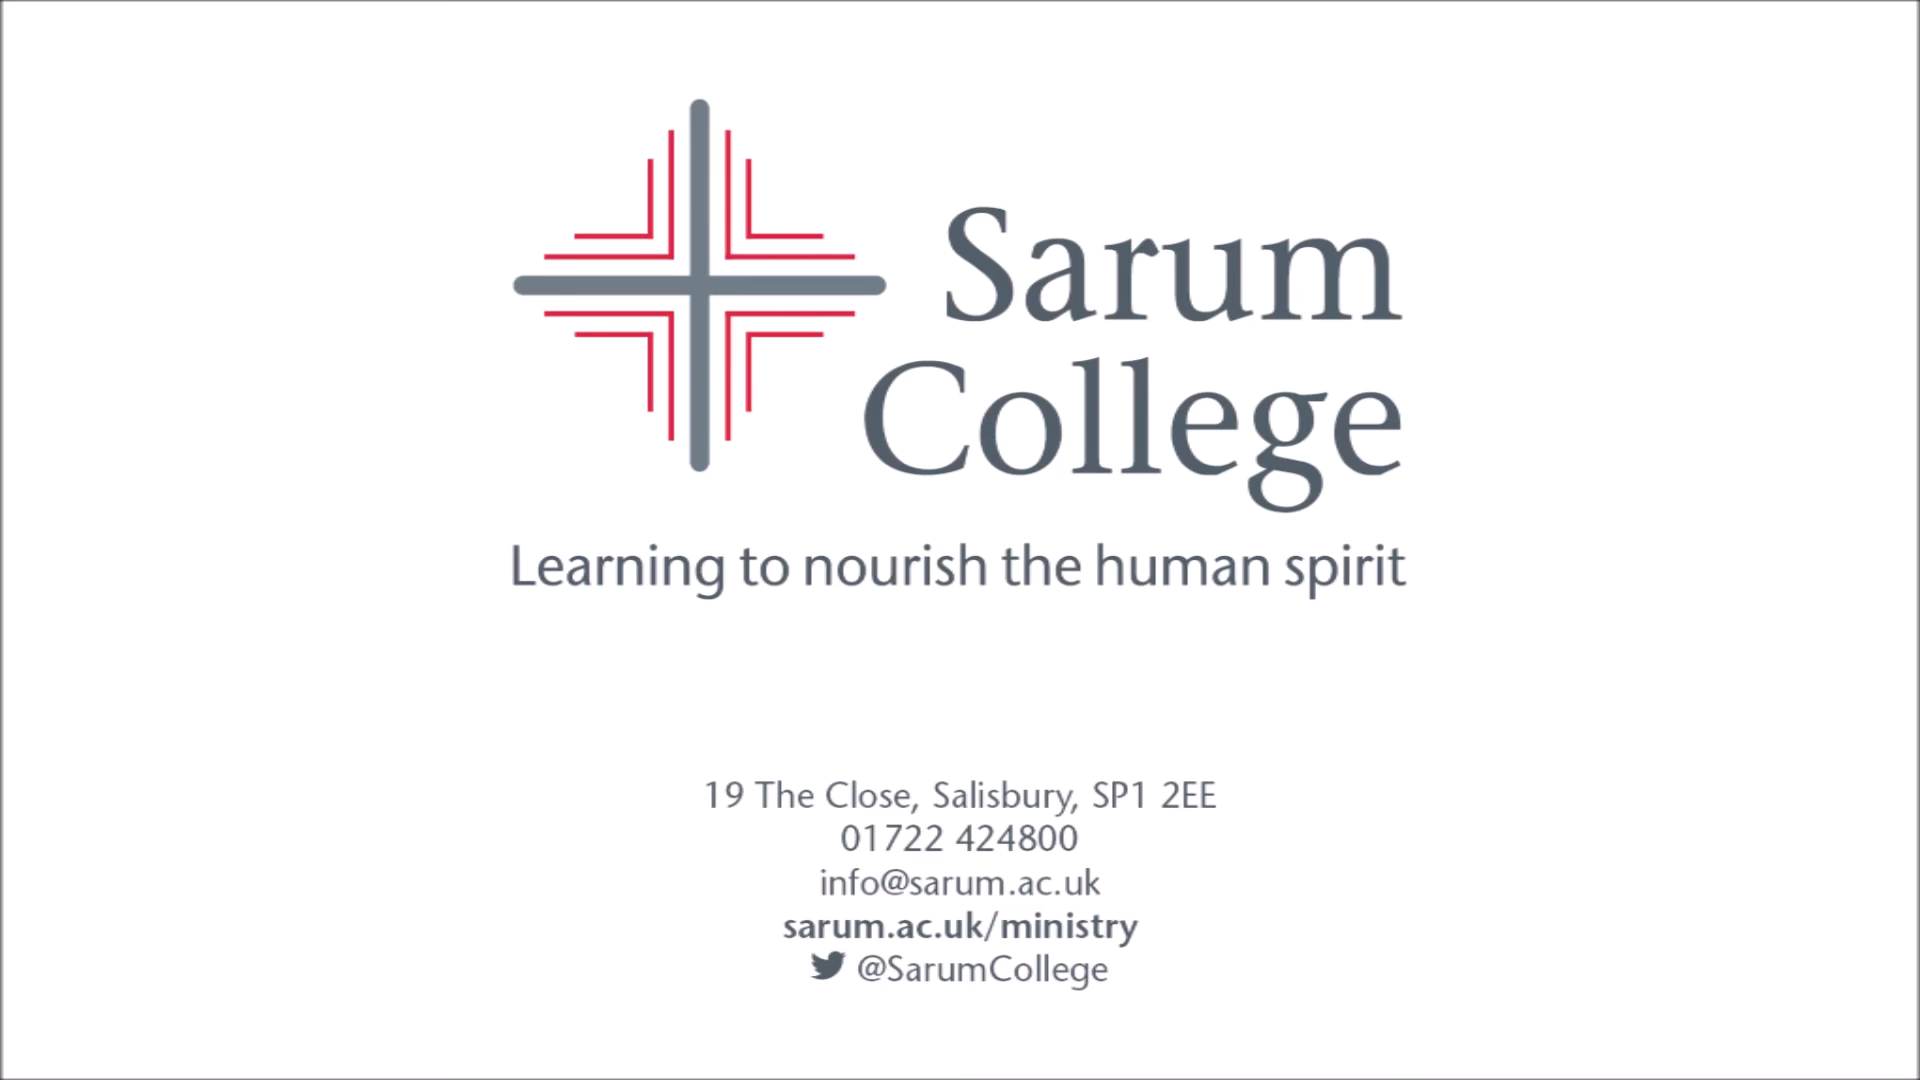 Sarum
College
Learning to nourish the human spirit
19 The Close, Salisbury, SP1 2EE
01722 424800
info@sarum.ac.uk
sarum.ac.uk/ministry
@SarumCollege